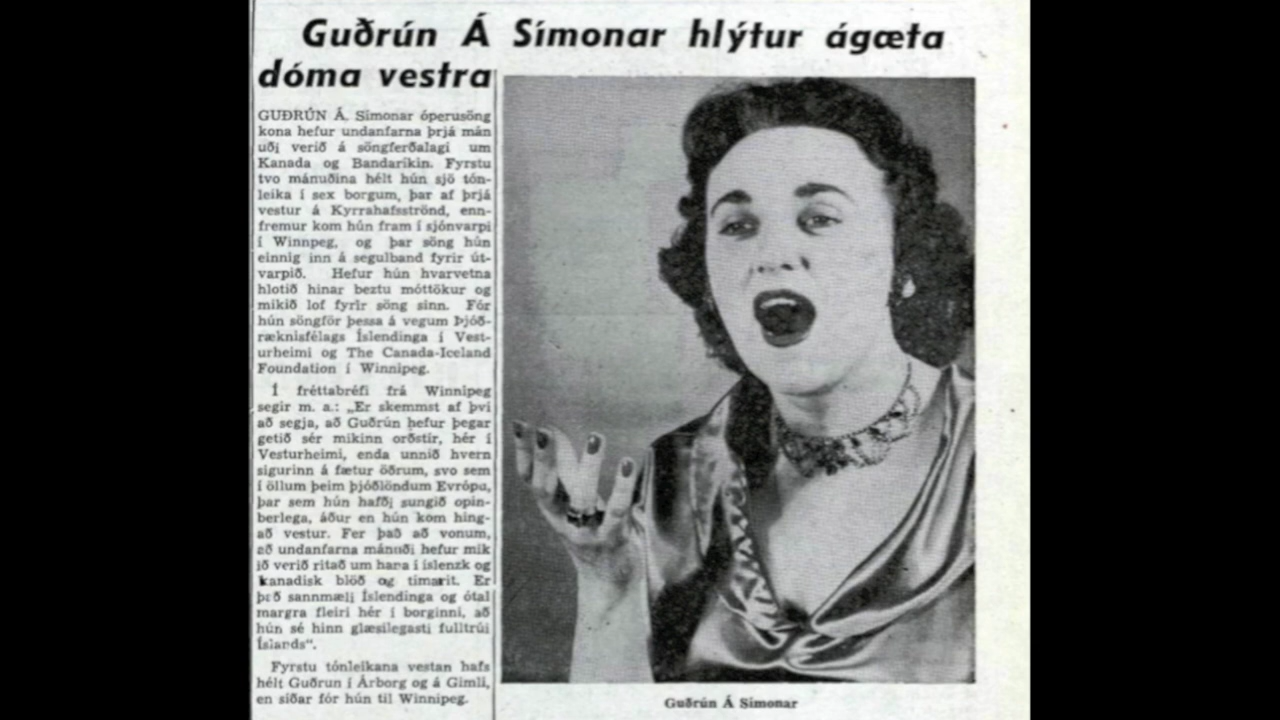 Guðrún Á Símonar hlýtur ágæta
dóma vestra
GUÐRÚN Á. Símonar óperusöng
kona hefur undanfarna þrjá mán
uði verið á söngferðalagi um
Kanada og Bandaríkin. Fyrstu
tvo mánuðina hélt hún sjö tón-
leika í sex borgum, þar af þrjá
vestur á Kyrrahafsströnd, enn-
fremur kom hún fram í sjónvarpi
í Winnpeg, og þar söng hún
einnig inn á segulband fyrir út-
varpið. Hefur hún hvarvetna
hlotið hinar beztu móttökur og
mikið lof fyrir söng sinn. Fór
hún söngför þessa á vegum Þjóð-
ræknisfélags Íslendinga í Vest-
urheimi og The Canada-Iceland
Foundation í Winnipeg.
Í fréttabréfi frá Winnipeg
segir m. a.: „Er skemmst af því
að segja, að Guðrún hefur þegar
getið sér mikinn orðstír, hér í
Vesturheimi, enda unnið hvern
sigurinn á fætur öðrum, svo sem
í öllum þeim þjóðlöndum Evrópu,
þar sem hún hafði sungið opin-
berlega, áður en hún kom hing-
að vestur. Fer það að vonum,
að undanfarna mánuði hefur mik
ið verið ritað um hana í íslenzk og
kanadisk blöð og tímarit. Er
það sannmæli Íslendinga og ótal
margra fleiri hér í borginni, að
hún sé hinn glæsilegasti fulltrúi
Íslands“.
Fyrstu tónleikana vestan hafs
hélt Guðrun í Árborg og á Gimli,
en síðar fór hún til Winnipeg.
Guðrún Á Símonar